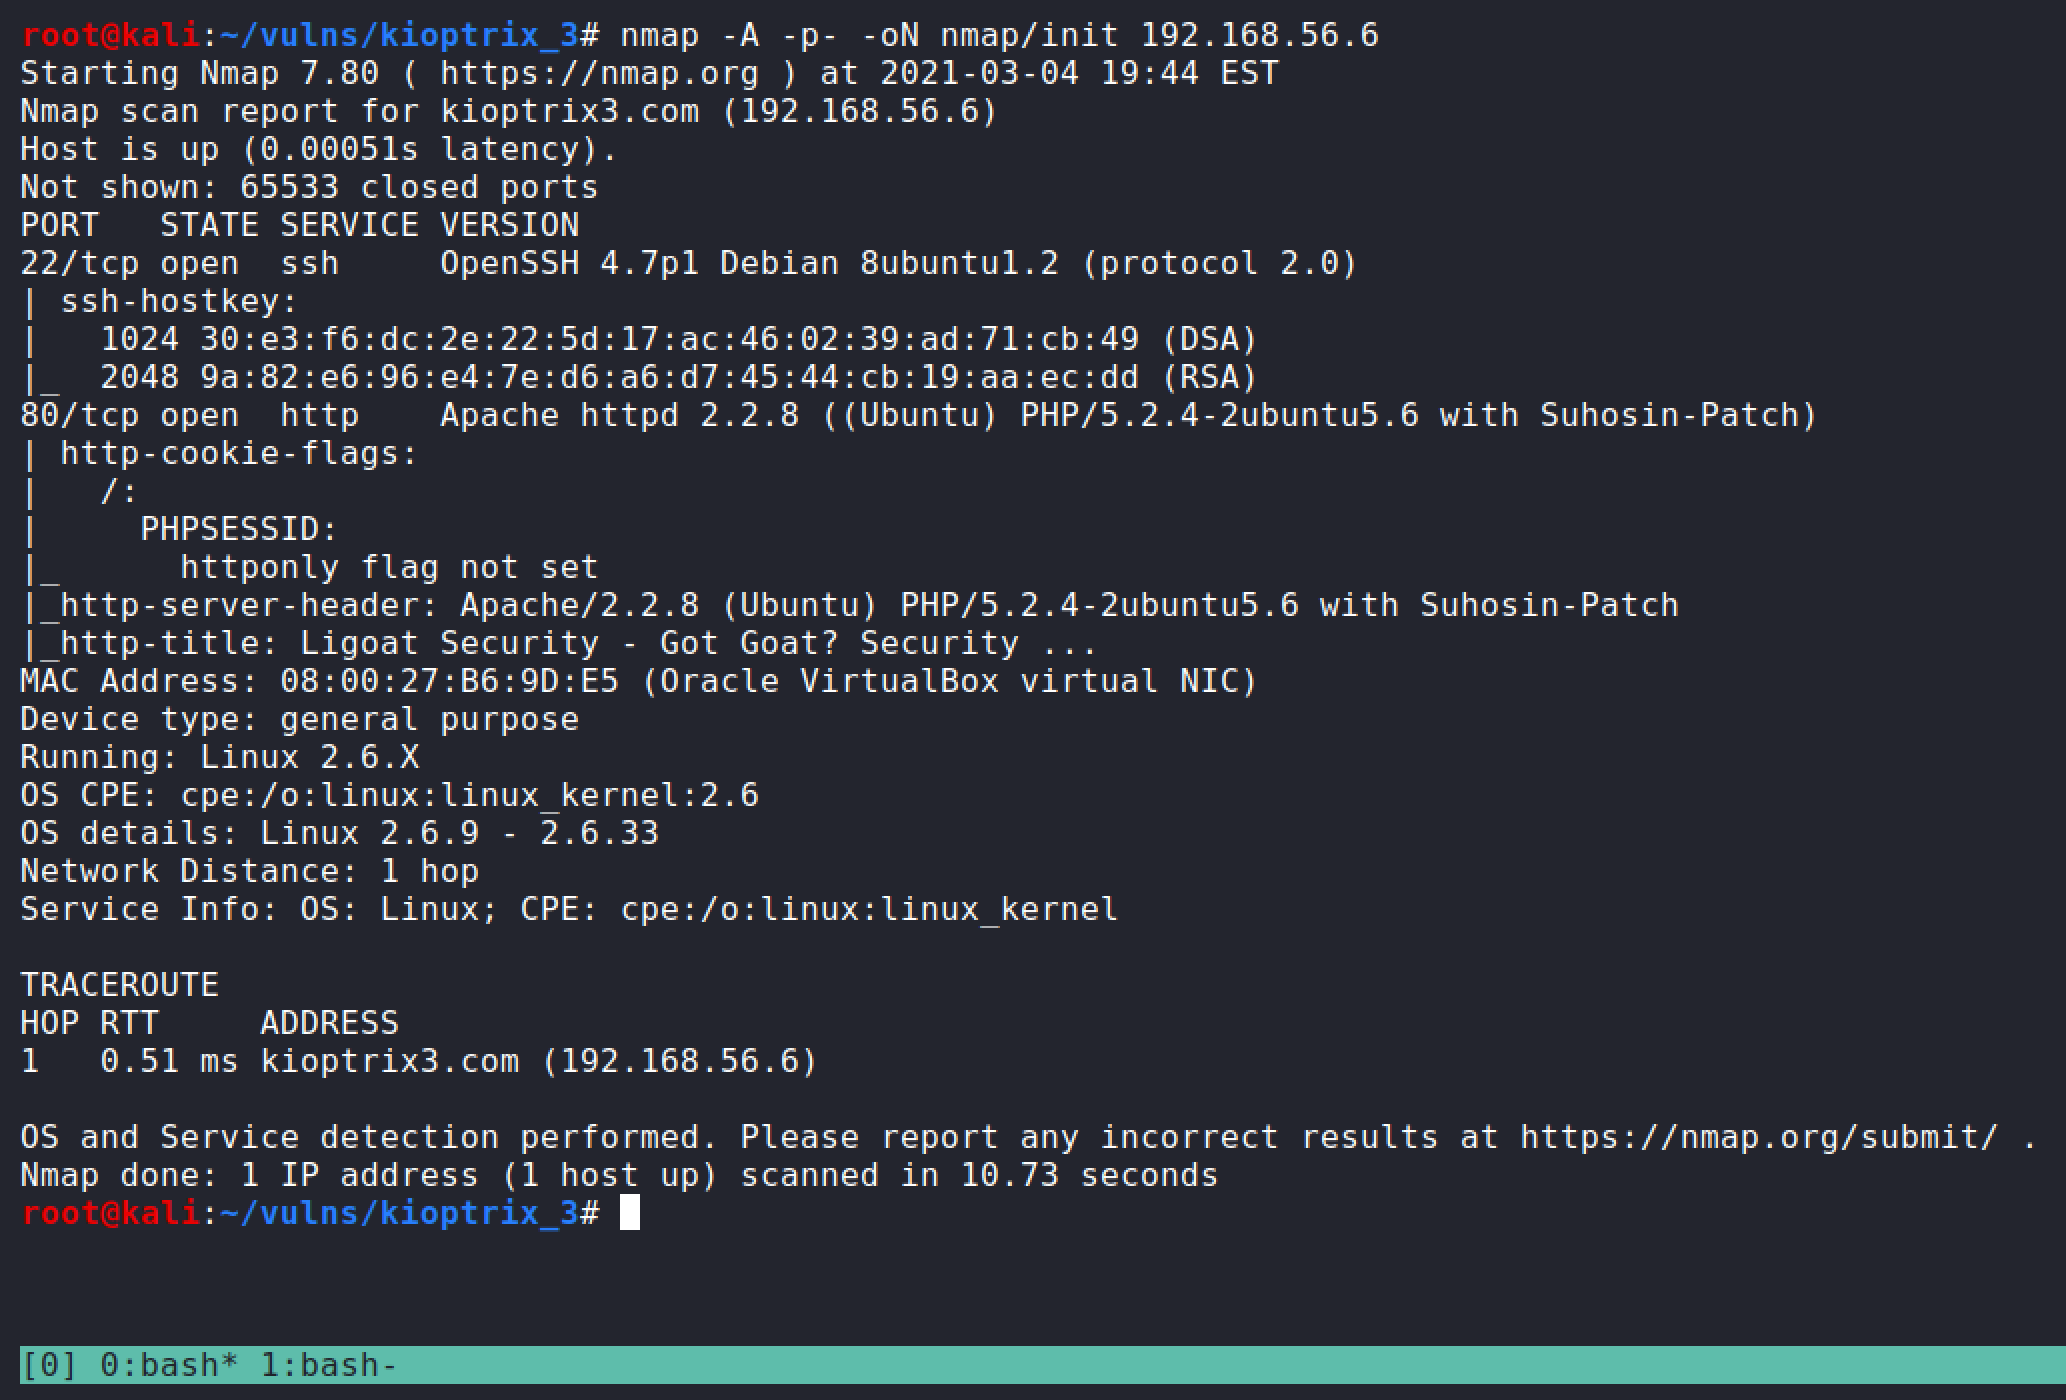 root@kali:~/vulns/kioptrix_3# nmap -A -p- -oN nmap/init 192.168.56.6
Starting Nmap 7.80 ( https://nmap.org ) at 2021-03-04 19:44 EST
Nmap scan report for kioptrix3.com (192.168.56.6)
Host is up (0.00051s latency).
Not shown: 65533 closed ports
PORT   STATE SERVICE VERSION
22/tcp open  ssh     OpenSSH 4.7p1 Debian 8ubuntu1.2 (protocol 2.0)
| ssh-hostkey:
|   1024 30:e3:f6:dc:2e:22:5d:17:ac:46:02:39:ad:71:cb:49 (DSA)
|_  2048 9a:82:e6:96:e4:7e:d6:a6:d7:45:44:cb:19:aa:ec:dd (RSA)
80/tcp open  http    Apache httpd 2.2.8 ((Ubuntu) PHP/5.2.4-2ubuntu5.6 with Suhosin-Patch)
| http-cookie-flags:
|   /:
|     PHPSESSID:
|_      httponly flag not set
|_http-server-header: Apache/2.2.8 (Ubuntu) PHP/5.2.4-2ubuntu5.6 with Suhosin-Patch
|_http-title: Ligoat Security - Got Goat? Security ...
MAC Address: 08:00:27:B6:9D:E5 (Oracle VirtualBox virtual NIC)
Device type: general purpose
Running: Linux 2.6.X
OS CPE: cpe:/o:linux:linux_kernel:2.6
OS details: Linux 2.6.9 - 2.6.33
Network Distance: 1 hop
Service Info: OS: Linux; CPE: cpe:/o:linux:linux_kernel

TRACEROUTE
HOP RTT     ADDRESS
1   0.51 ms kioptrix3.com (192.168.56.6)

OS and Service detection performed. Please report any incorrect results at https://nmap.org/submit/ .
Nmap done: 1 IP address (1 host up) scanned in 10.73 seconds
root@kali:~/vulns/kioptrix_3#
[0] 0:bash* 1:bash-